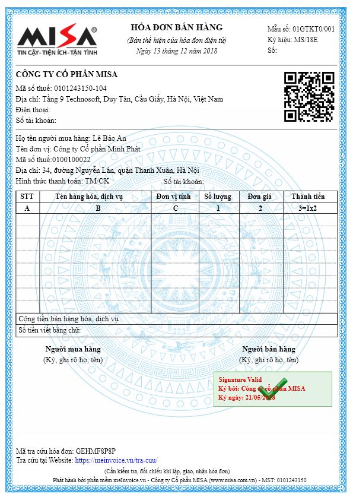 MISA
TIN CẬY-TIỆN ÍCH-TẬN TÌNH
HÓA ĐƠN BÁN HÀNG
(Bản thể hiện của hóa đơn điện tử)
Ngày 13 tháng 12 năm 2018
Mẫu số: 01GTKT0/001
Ký hiệu: MS/18E
Số:
CÔNG TY CỔ PHẦN MISA
Mã số thuế: 0101243150-104
Địa chỉ: Tầng 9 Technosoft, Duy Tân, Cầu Giấy, Hà Nội, Việt Nam
Điện thoại:
Số tài khoản:
Họ tên người mua hàng: Lê Bảo An
Tên đơn vị: Công ty Cổ phần Minh Phát
Mã số thuế:0100100022
Địa chỉ: 34, đường Nguyễn Lân, quận Thanh Xuân, Hà Nội
Hình thức thanh toán: TM/CK Số tài khoản:
STT Tên hàng hóa, dịch vụ Đơn vị tính Số lượng Đơn giá Thành tiền
A B C 1 2 3=1x2
Cộng tiền bán hàng hóa, dịch vụ
Số tiền viết bằng chữ:
Người mua hàng Người bán hàng
(Ký, ghi rõ họ, tên) (Ký, ghi rõ họ, tên)
Signature Valid
Ký bởi: Công ty Cổ phần MISA
Ký ngày: 21/05/
Mã tra cứu hóa đơn: GEHMF8P8P
Tra cứu tại Website: https://meinvoice.vn/tra-cuu/
(Cần kiểm tra, đối chiếu khi lập, giao, nhận hóa đơn)
Phát hành bởi phần mềm meInvoice.vn - Công ty Cổ phần MISA (www.misa.com.vn) - MST: 0101243150